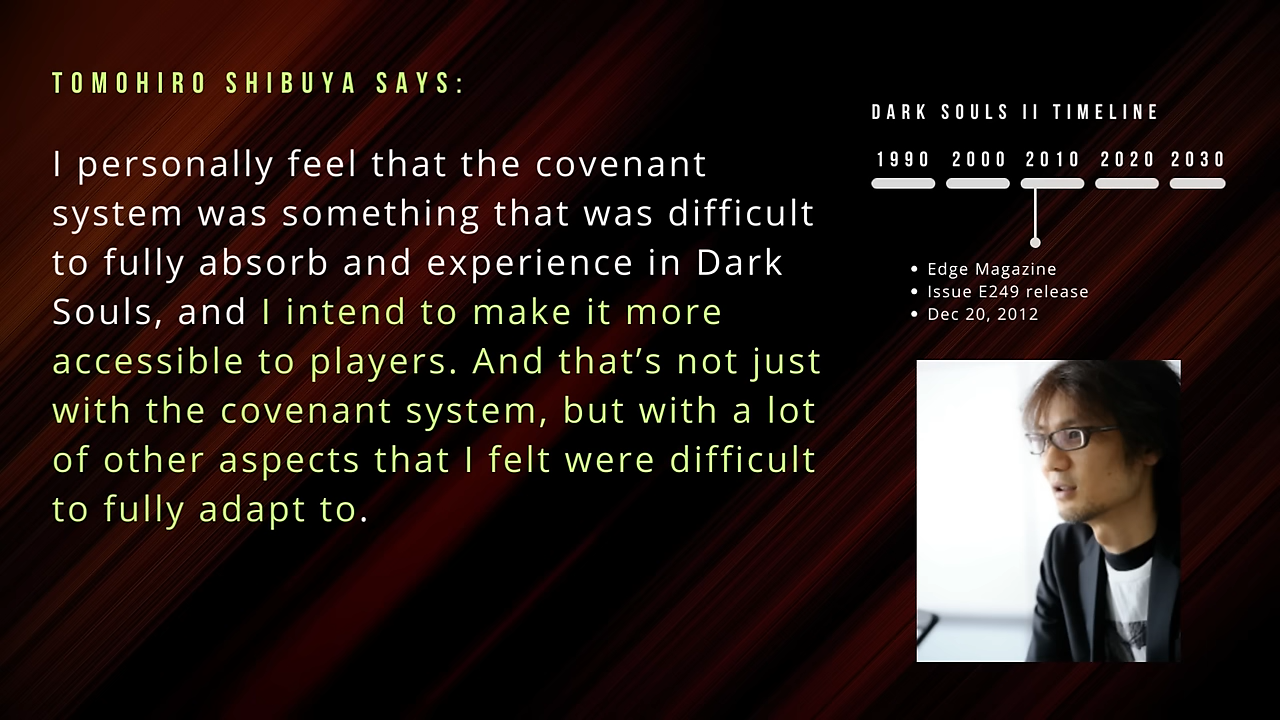 TOMOHIRO SHIBUYA SAYS:
I personally feel that the covenant
system was something that was difficult
to fully absorb and experience in Dark
Souls, and I intend to make it more
accessible to players. And that’s not just
with the covenant system, but with a lot
of other aspects that I felt were difficult
to fully adapt to.
DARK SOULS II TIMELINE
1990 2000 2010 2020 2030
• Edge Magazine
• Issue E249 release
• Dec 20, 2012